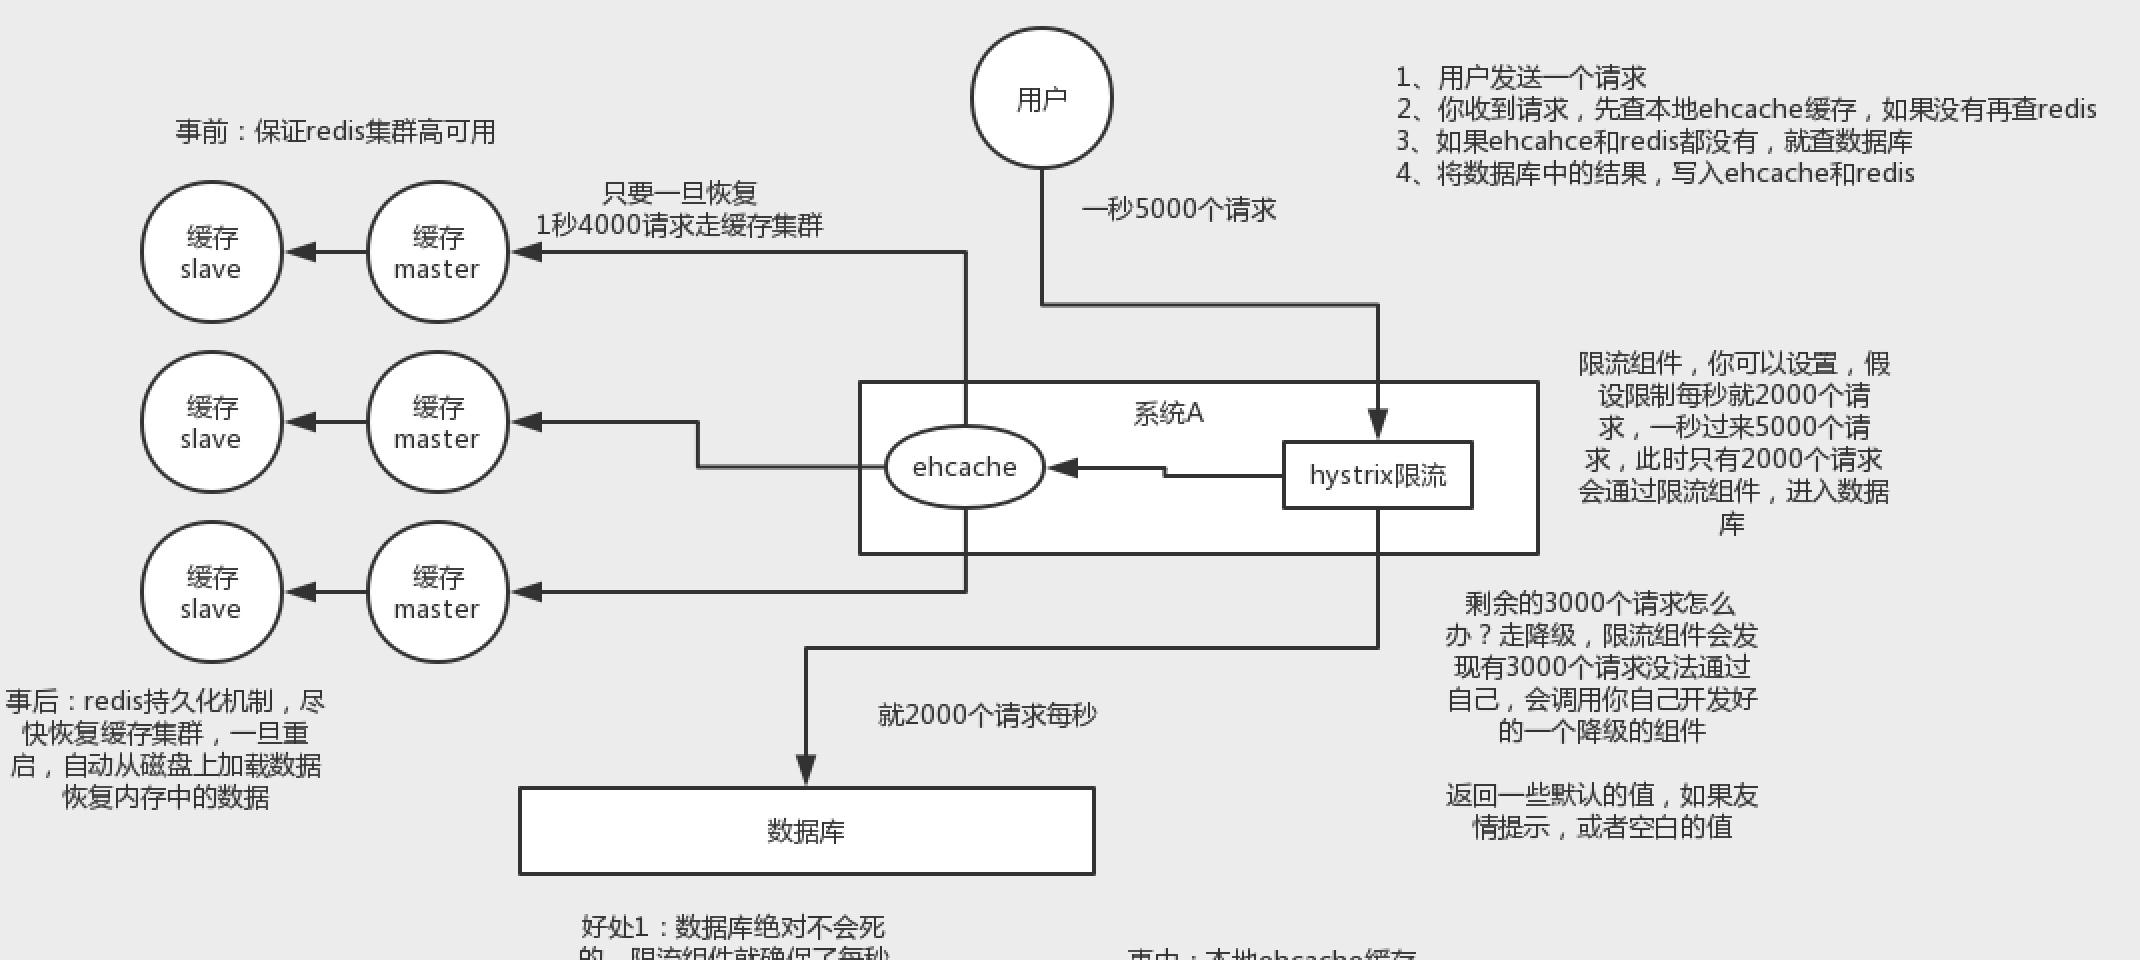 用户
1、用户发送一个请求
2、你收到请求，先查本地ehcache缓存，如果没有再查redis
3、如果ehcahce和redis都没有，就查数据库
4、将数据库中的结果，写入ehcache和redis
事前：保证redis集群高可用
只要一旦恢复
1秒4000请求走缓存集群
一秒5000个请求
缓存
slave
缓存
master
缓存
slave
缓存
master
缓存
slave
缓存
master
系统A
ehcache
hystrix限流
限流组件，你可以设置，假
设限制每秒就2000个请
求，一秒过来5000个请
求，此时只有2000个请求
会通过限流组件，进入数据
库
剩余的3000个请求怎么
办？走降级，限流组件会发
现有3000个请求没法通过
自己，会调用你自己开发好
的一个降级的组件
返回一些默认的值，如果友
情提示，或者空白的值
事后：redis持久化机制，尽
快恢复缓存集群，一旦重
启，自动从磁盘上加载数据
恢复内存中的数据
就2000个请求每秒
数据库
好处1：数据库绝对不会死
的，限流组件就确保了每秒
事中：本地ehcache缓存